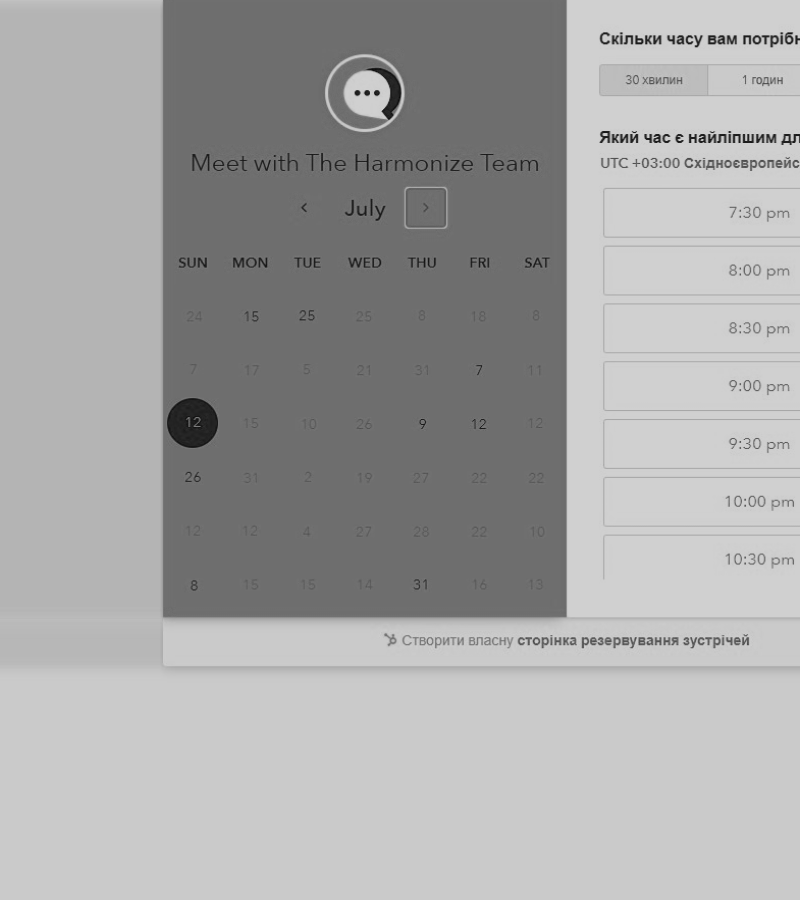 Meet with The Harmonize Team
July
SUN MON TUE WED THU FRI SAT
24 15 25 25 8 18 8
7 17 5 21 31 7 11
12 15 10 26 9 12 12
26 31 2 19 27 22 22
12 12 4 27 28 22 10
8 15 15 14 31 16 13
Скільки часу вам потрібн
30 хвилин 1 годин
Який час є найліпшим дл
UTC +03:00 Східноєвропейс
7:30 pm
8:00 pm
8:30 pm
9:00 pm
9:30 pm
10:00 pm
10:30 pm
Створити власну сторінка резервування зустрічей